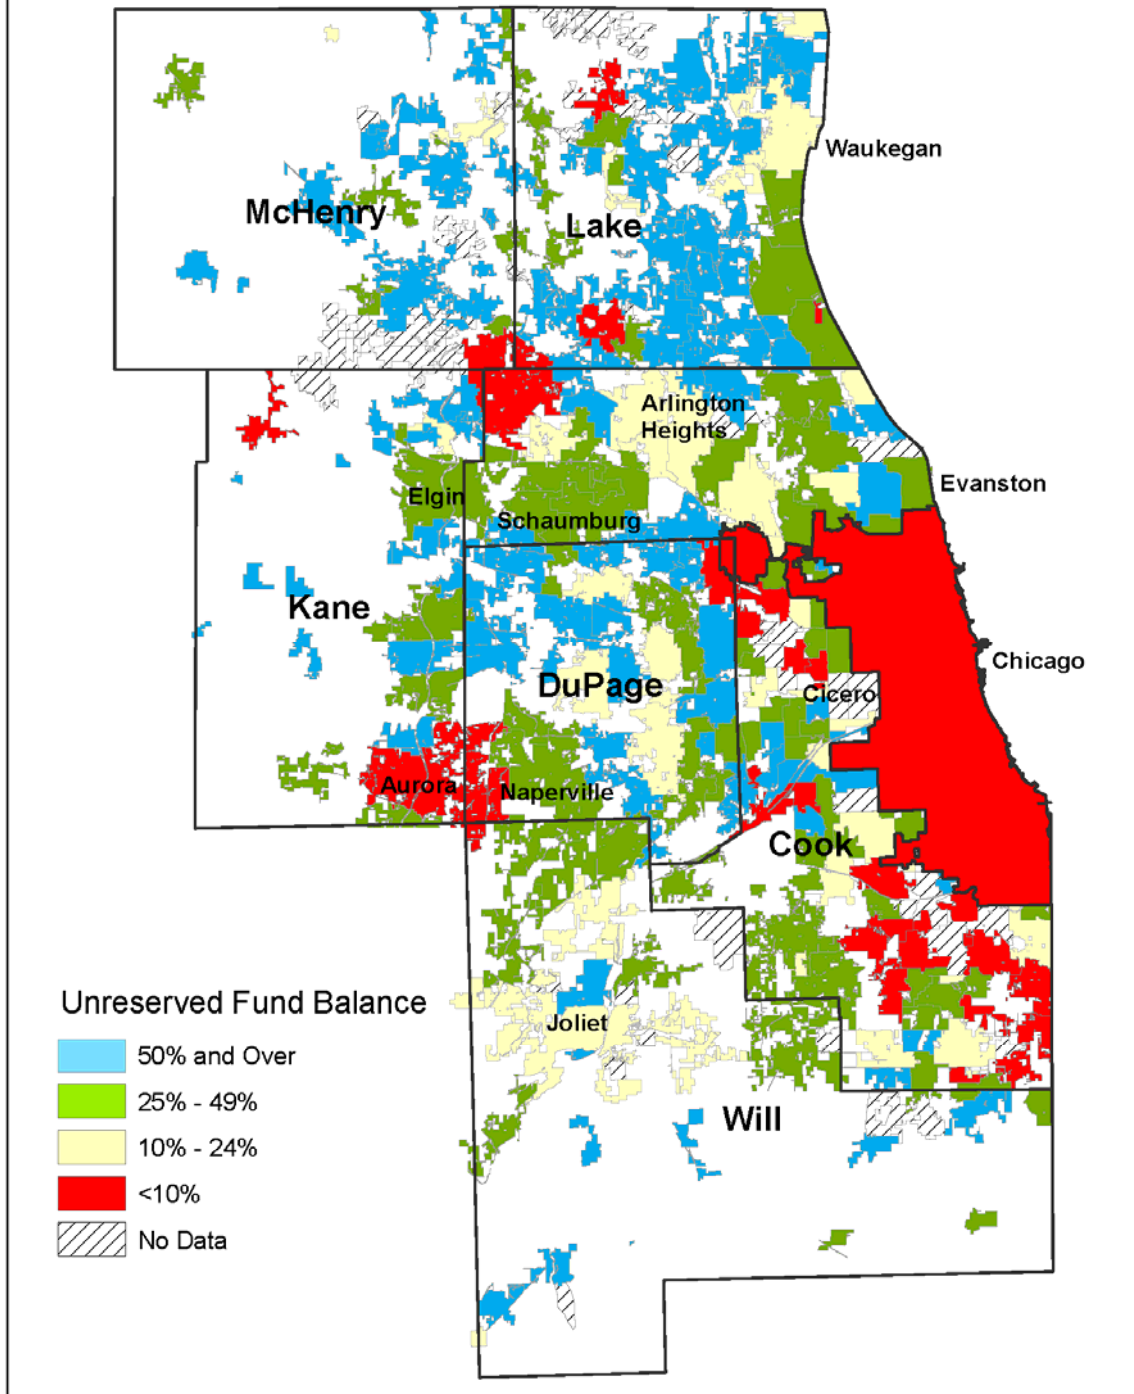 Waukegan
McHenry
Lake
Arlington
Heights
Evanston
Elgin
Schaumburg
Kane
Chicago
DuPage
Cicero
Aurora
Naperville
Cook
Unreserved Fund Balance
Joliet
50% and Over
25% - 49%
Will
10% - 24%
<10%
No Data